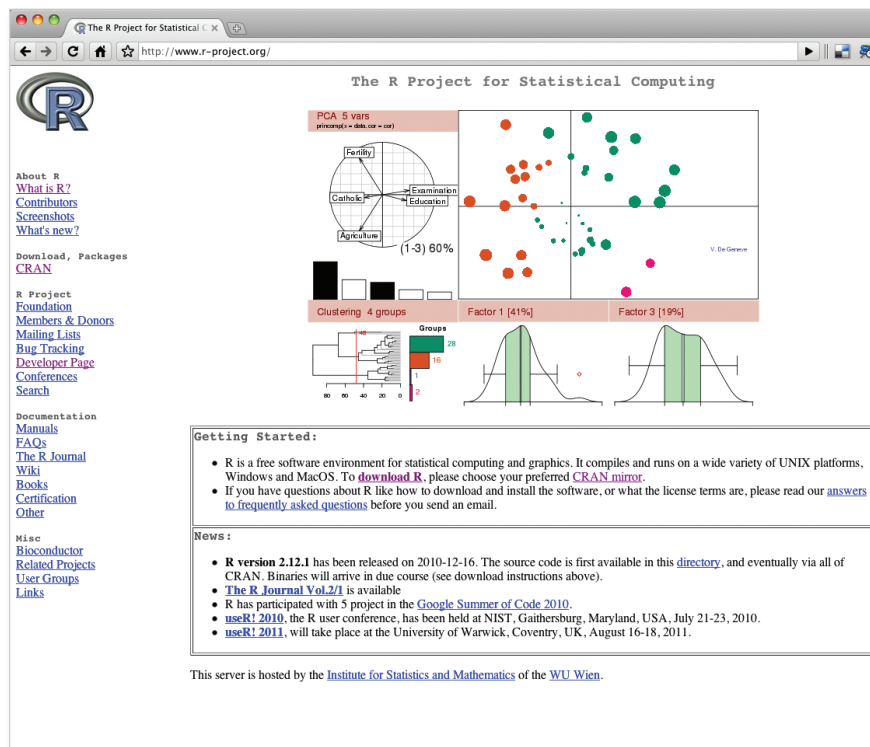 The R Project for Statistical C
http://www.r-project.org/
R
The R Project for Statistical Computing
About R
What is R?
Contributors
Screenshots
What's new?
Download, Packages
CRAN
R Project
Foundation
Members & Donors
Mailing Lists
Bug Tracking
Developer Page
Conferences
Search
Documentation
Manuals
FAQs
The R Journal
Wiki
Books
Certification
Other
Misc
Bioconductor
Related Projects
User Groups
Links
PCA 5 vars
princomp(x = data, cor = cor)
Fertility
Catholic
Examination
Education
Agriculture
(1-3) 60%
V. De Geneve
Clustering 4 groups
Factor 1 [41%]
Factor 3 [19%]
48
Groups
28
16
1
2
80 60 40 20 0
Getting Started:
• R is a free software environment for statistical computing and graphics. It compiles and runs on a wide variety of UNIX platforms,
Windows and MacOS. To download R, please choose your preferred CRAN mirror.
• If you have questions about R like how to download and install the software, or what the license terms are, please read our answers
to frequently asked questions before you send an email.
News:
• R version 2.12.1 has been released on 2010-12-16. The source code is first available in this directory, and eventually via all of
CRAN. Binaries will arrive in due course (see download instructions above).
• The R Journal Vol.2/1 is available
• R has participated with 5 project in the Google Summer of Code 2010.
• useR! 2010, the R user conference, has been held at NIST, Gaithersburg, Maryland, USA, July 21-23, 2010.
• useR! 2011, will take place at the University of Warwick, Coventry, UK, August 16-18, 2011.
This server is hosted by the Institute for Statistics and Mathematics of the WU Wien.